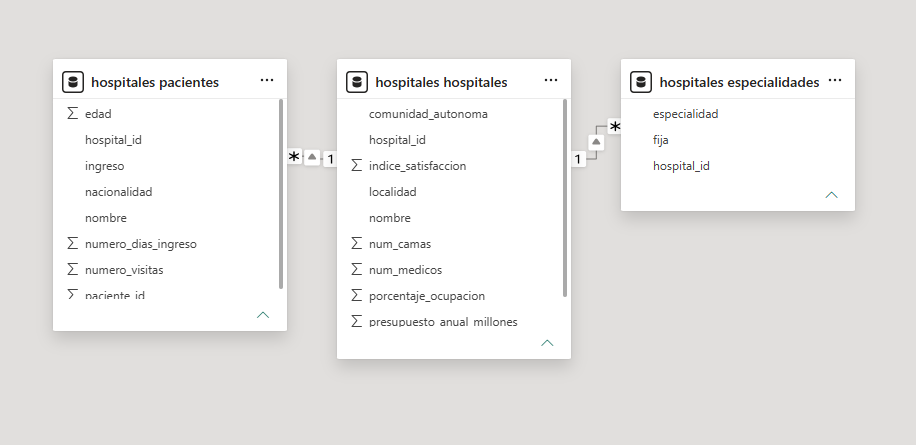 hospitales pacientes
edad
hospital_id
ingreso
nacionalidad
nombre
numero_dias_ingreso
numero_visitas
paciente_id
* 1
hospitales hospitales
comunidad_autonoma
hospital_id
indice_satisfaccion
localidad
nombre
num_camas
num_medicos
porcentaje_ocupacion
presupuesto_anual_millones
1 *
hospitales especialidades
especialidad
fija
hospital_id